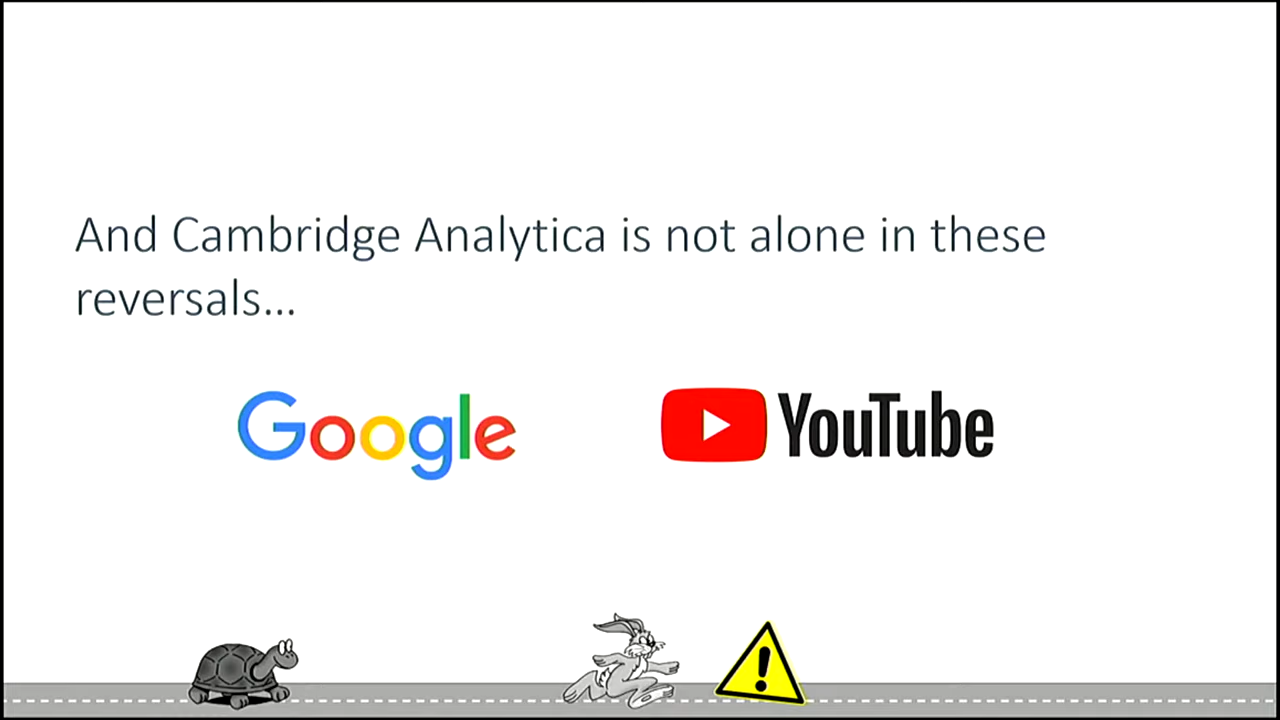 And Cambridge Analytica is not alone in these
reversals...
Google
YouTube
!